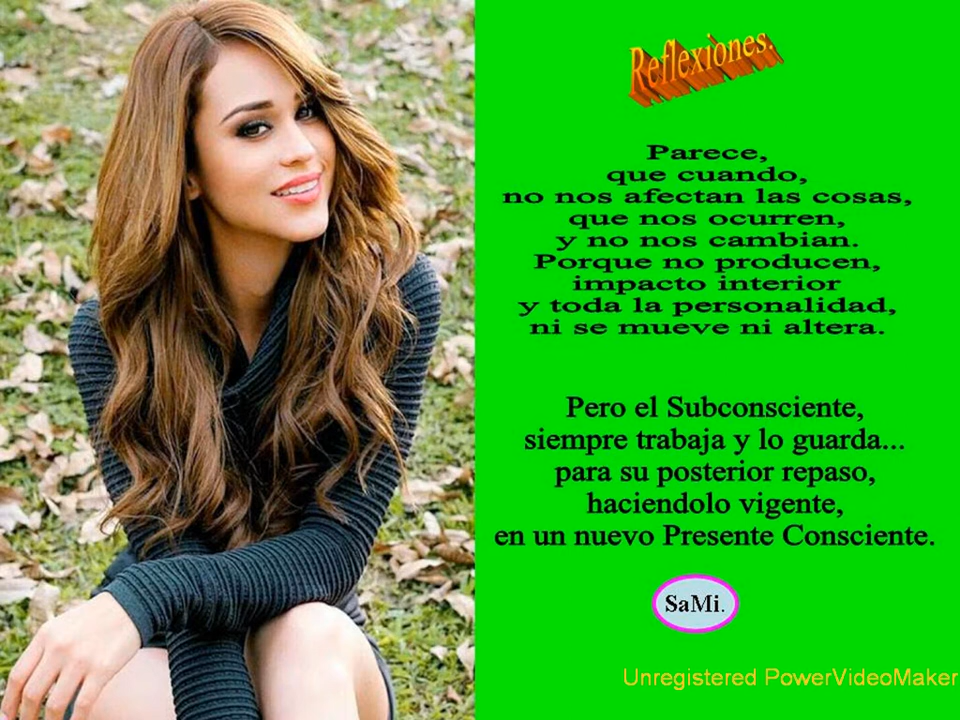 Reflexiones.
Parece,
que cuando,
no nos afectan las cosas,
que nos ocurren,
y no nos cambian.
Porque no producen,
impacto interior
y toda la personalidad,
ni se mueve ni altera.
Pero el Subconsciente,
siempre trabaja y lo guarda...
para su posterior repaso,
haciendolo vigente,
en un nuevo Presente Consciente.
SaMi.
Unregistered PowerVideoMaker